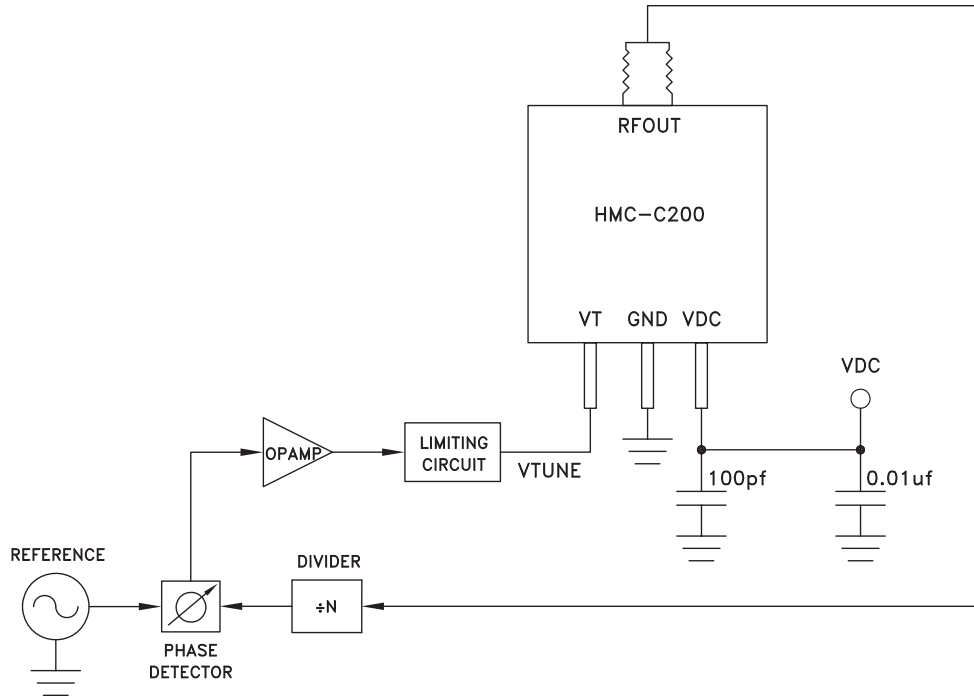 RFOUT
HMC-C200
VT GND VDC
VDC
OPAMP
LIMITING
CIRCUIT
VTUNE
100pf
0.01uf
REFERENCE
DIVIDER
÷N
PHASE
DETECTOR